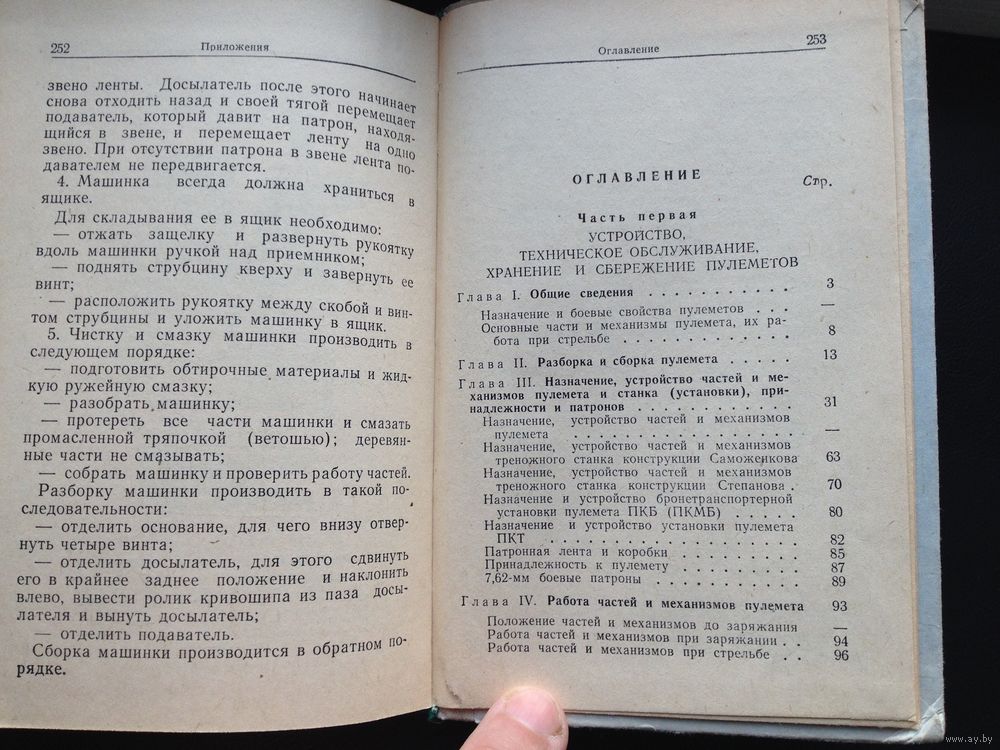 252
Приложения
звено ленты. Досылатель после этого начинает
снова отходить назад и своей тягой перемещает
подаватель, который давит на патрон, находя-
щийся в звене, и перемещает ленту на одно
звено. При отсутствии патрона в звене лента по-
давателем не передвигается.
4. Машинка всегда должна храниться в
ящике.
Для складывания ее в ящик необходимо:
— отжать защелку и развернуть рукоятку
вдоль машинки ручкой над приемником;
— поднять струбцину кверху и завернуть ее
винт;
— расположить рукоятку между скобой и вин-
том струбцины и уложить машинку в ящик.
5. Чистку и смазку машинки производить в
следующем порядке:
— подготовить обтирочные материалы и жид-
кую ружейную смазку;
— разобрать машинку;
— протереть все части машинки и смазать
промасленной тряпочкой (ветошью); деревян-
ные части не смазывать;
— собрать машинку и проверить работу частей.
Разборку машинки производить в такой по-
следовательности:
— отделить основание, для чего внизу отвер-
нуть четыре винта;
— отделить досылатель, для этого сдвинуть
его в крайнее заднее положение и наклонить
влево, вывести ролик кривошипа из паза досы-
лателя и вынуть досылатель;
— отделить подаватель.
Сборка машинки производится в обратном по-
рядке.
Оглавление
253
ОГЛАВЛЕНИЕ
Стр.
Часть первая
УСТРОЙСТВО,
ТЕХНИЧЕСКОЕ ОБСЛУЖИВАНИЕ,
ХРАНЕНИЕ И СБЕРЕЖЕНИЕ ПУЛЕМЕТОВ
Глава I. Общие сведения . . . . . . . . . . 3
Назначение и боевые свойства пулеметов . . . —
Основные части и механизмы пулемета, их ра-
бота при стрельбе . . . . . . . . . . . . 8
Глава II. Разборка и сборка пулемета . . . . . 13
Глава III. Назначение, устройство частей и ме-
ханизмов пулемета и станка (установки), при-
надлежности и патронов . . . . . . . . . . . 31
Назначение, устройство частей и механизмов
пулемета . . . . . . . . . . . . . . . —
Назначение, устройство частей и механизмов
треножного станка конструкции Саможенкова 63
Назначение, устройство частей и механизмов
треножного станка конструкции Степанова . 70
Назначение и устройство бронетранспортерной
установки пулемета ПКБ (ПКМБ) . . . . . 80
Назначение и устройство установки пулемета
ПКТ . . . . . . . . . . . . . . . . . 82
Патронная лента и коробки . . . . . . . . . 85
Принадлежность к пулемету . . . . . . . . . 87
7,62-мм боевые патроны . . . . . . . . . . 89
Глава IV. Работа частей и механизмов пулемета 93
Положение частей и механизмов до заряжания —
Работа частей и механизмов при заряжании . . 94
Работа частей и механизмов при стрельбе . . 96
www.ay.by